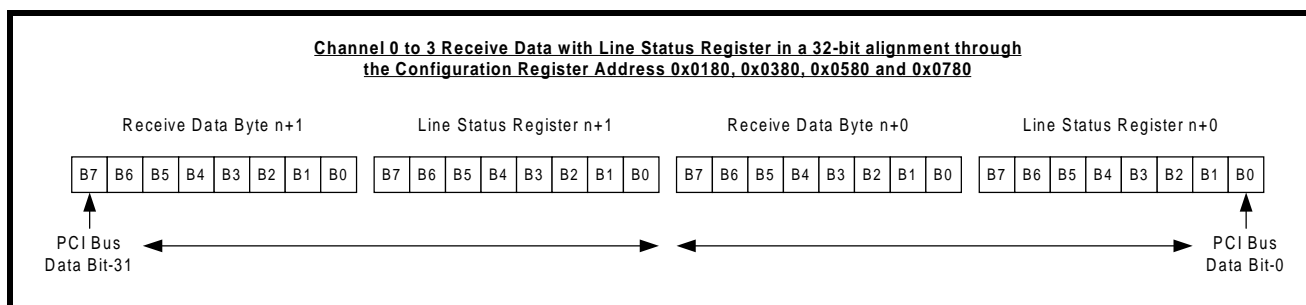 Channel 0 to 3 Receive Data with Line Status Register in a 32-bit alignment through
the Configuration Register Address 0x0180, 0x0380, 0x0580 and 0x0780
Receive Data Byte n+1 Line Status Register n+1 Receive Data Byte n+0 Line Status Register n+0
B7 B6 B5 B4 B3 B2 B1 B0 B7 B6 B5 B4 B3 B2 B1 B0 B7 B6 B5 B4 B3 B2 B1 B0 B7 B6 B5 B4 B3 B2 B1 B0
PCI Bus PCI Bus
Data Bit-31 Data Bit-0